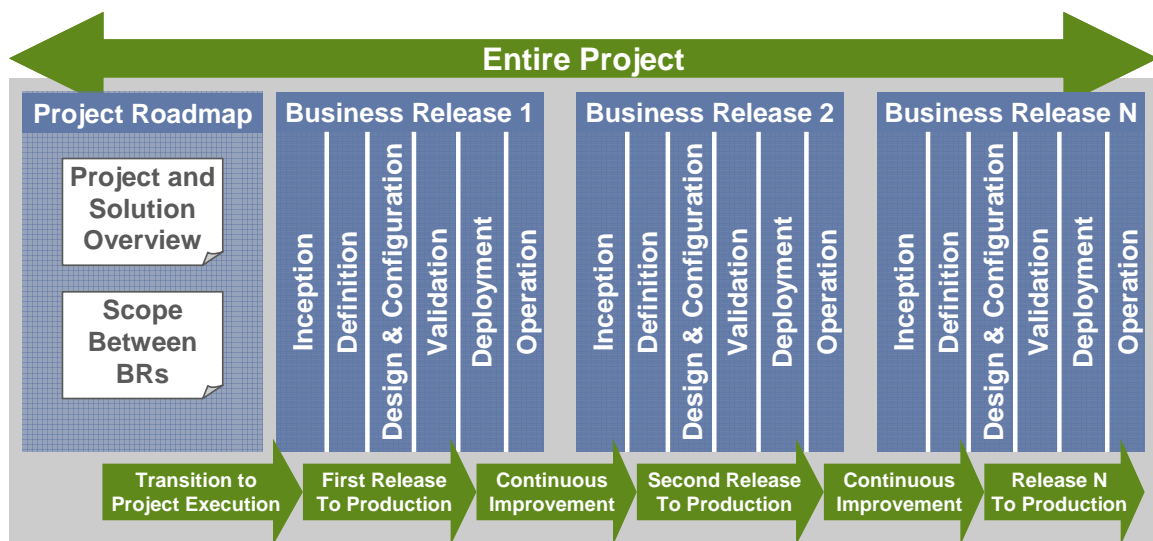 Entire Project
Project Roadmap
Project and
Solution
Overview
Scope
Between
BRs
Business Release 1
Inception
Definition
Design & Configuration
Validation
Deployment
Operation
Business Release 2
Inception
Definition
Design & Configuration
Validation
Deployment
Operation
Business Release N
Inception
Definition
Design & Configuration
Validation
Deployment
Operation
Transition to
Project Execution
First Release
To Production
Continuous
Improvement
Second Release
To Production
Continuous
Improvement
Release N
To Production